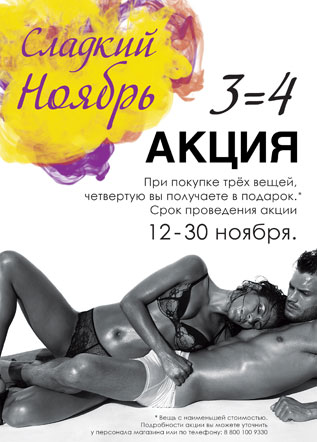 Сладкий
Ноябрь
3=4
АКЦИЯ
При покупке трёх вещей,
четвертую вы получаете в подарок.*
Срок проведения акции
12-30 ноября.
* Вещь с наименьшей стоимостью.
Подробности акции вы можете уточнить
у персонала магазина или по телефону: 8 800 100 9330